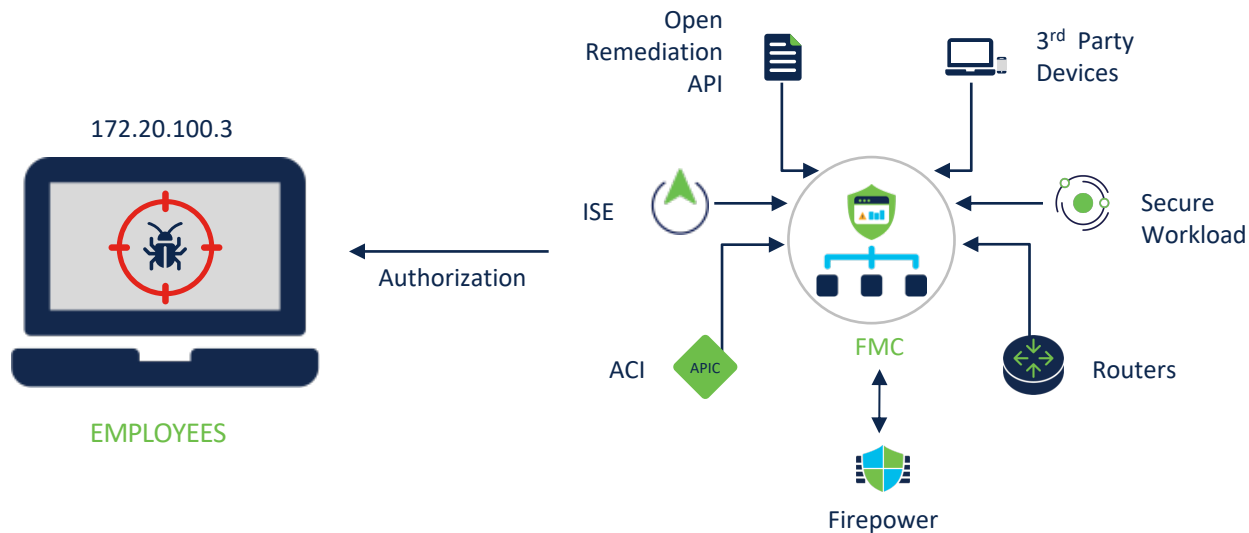 172.20.100.3
EMPLOYEES
Authorization
Open
Remediation
API
3rd Party
Devices
ISE
Secure
Workload
ACI
APIC
FMC
Routers
Firepower